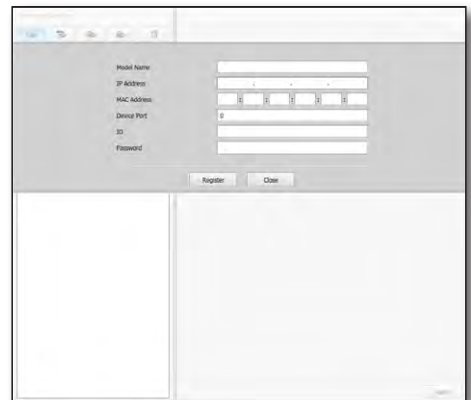 Model Name
IP Address . . .
MAC Address : : : : :
Device Port 0
ID
Password
Register Close